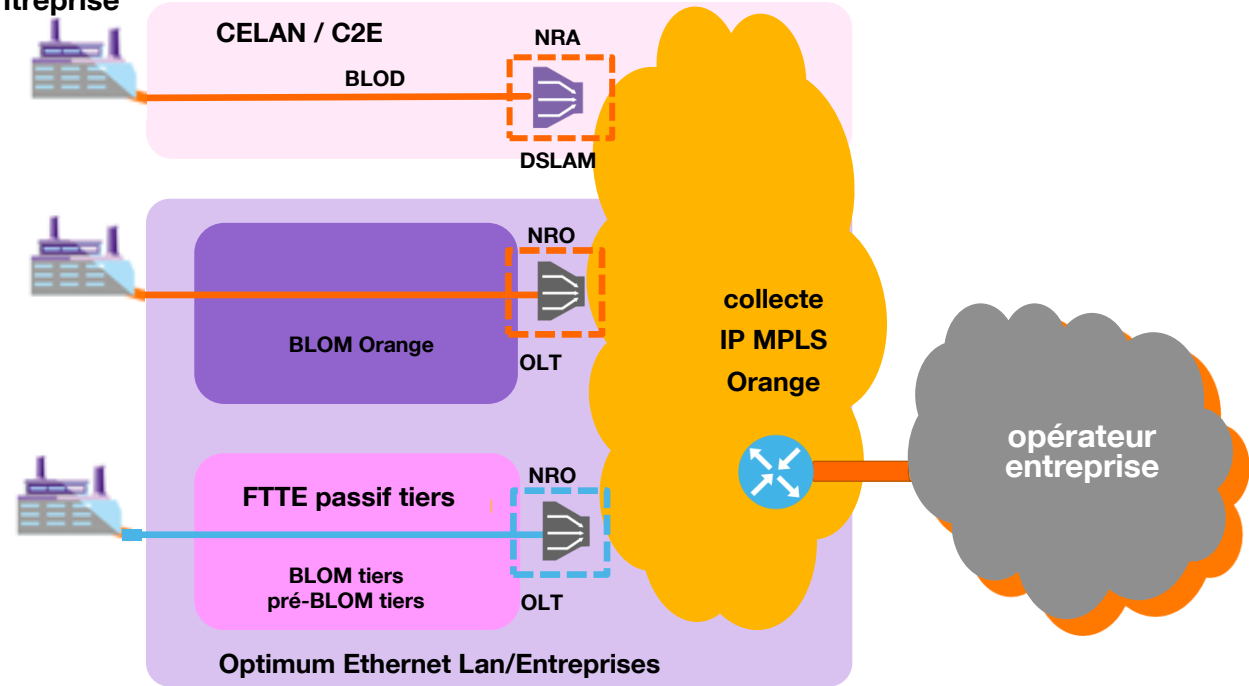 CELAN / C2E
NRA
BLOD
DSLAM
NRO
BLOM Orange
OLT
collecte
IP MPLS
Orange
opérateur
entreprise
NRO
FTTE passif tiers
BLOM tiers
pré-BLOM tiers
OLT
Optimum Ethernet Lan/Entreprises